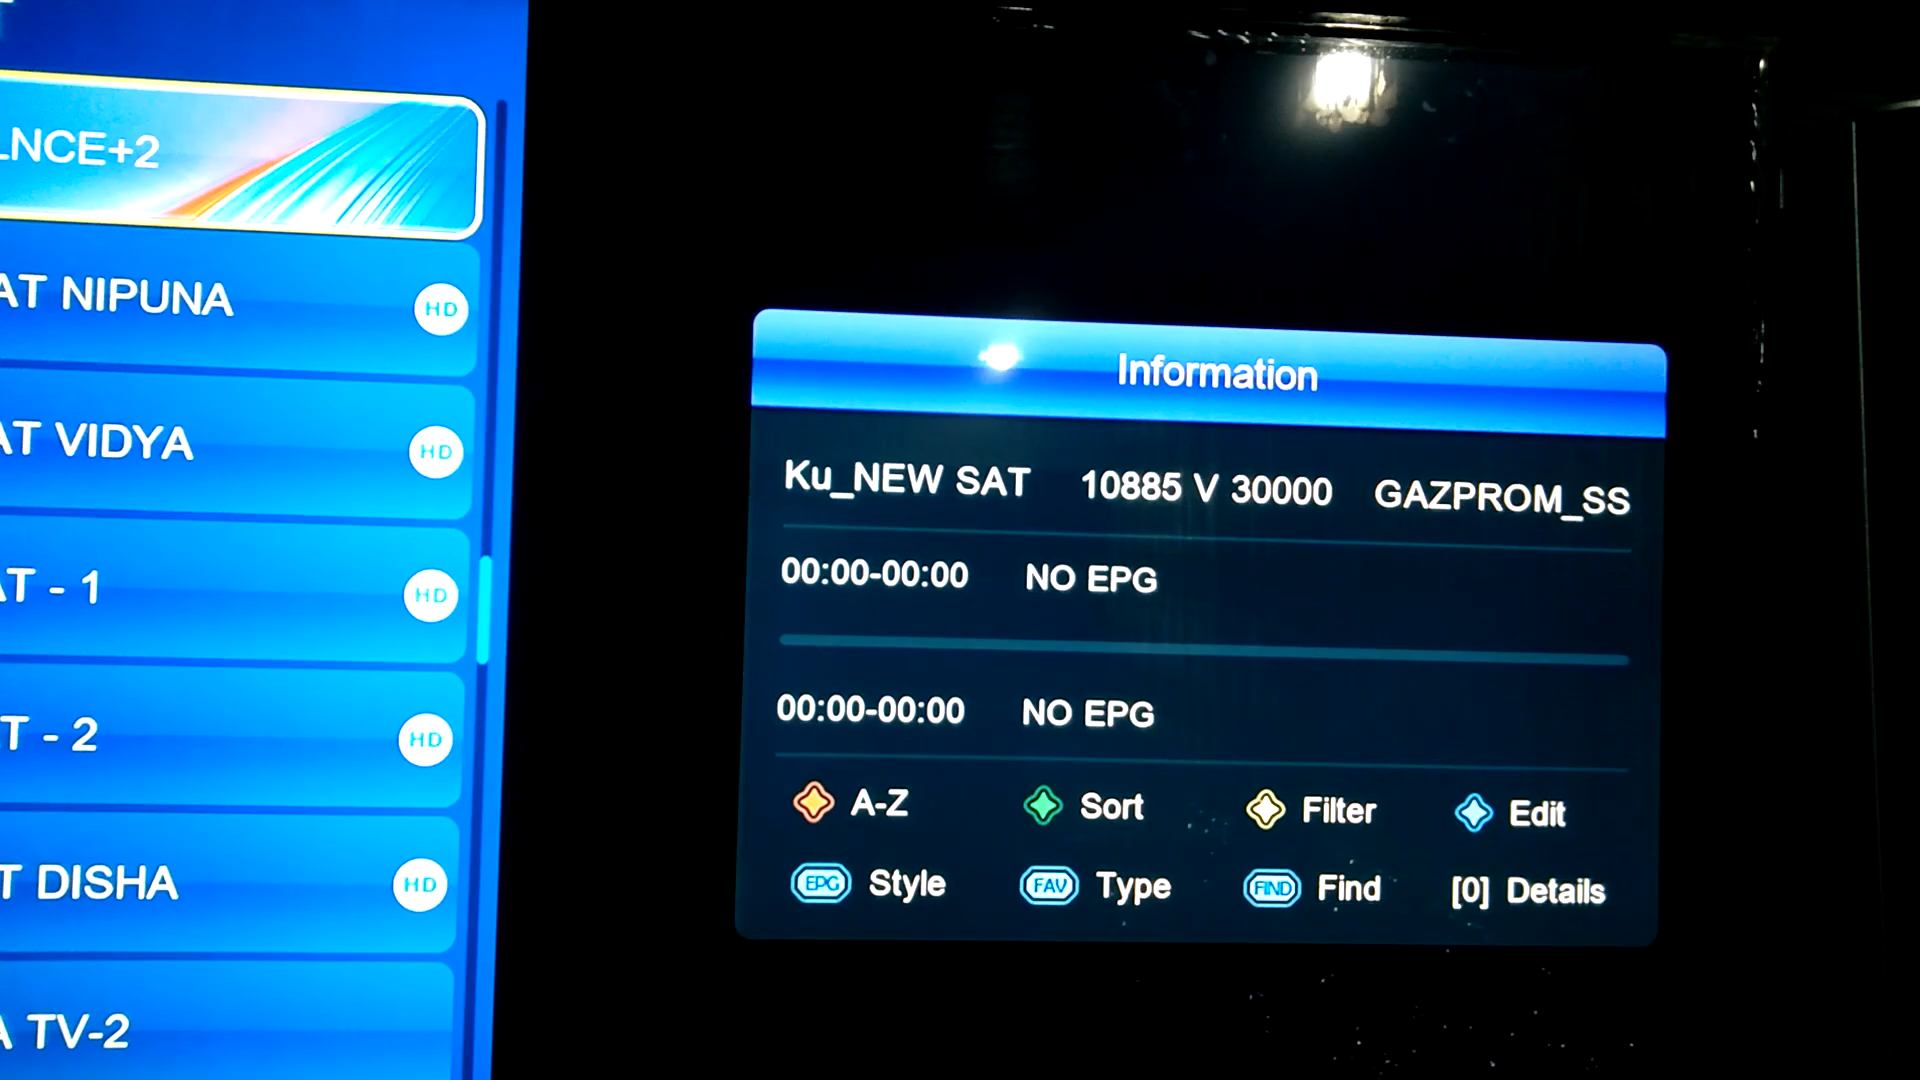 LNCE+2
AT NIPUNA HD
AT VIDYA HD
AT - 1 HD
T - 2 HD
T DISHA HD
A TV-2
Information
Ku_NEW SAT 10885 V 30000 GAZPROM_SS
00:00-00:00 NO EPG
00:00-00:00 NO EPG
A-Z Sort Filter Edit
EPG Style FAV Type FIND Find [0] Details